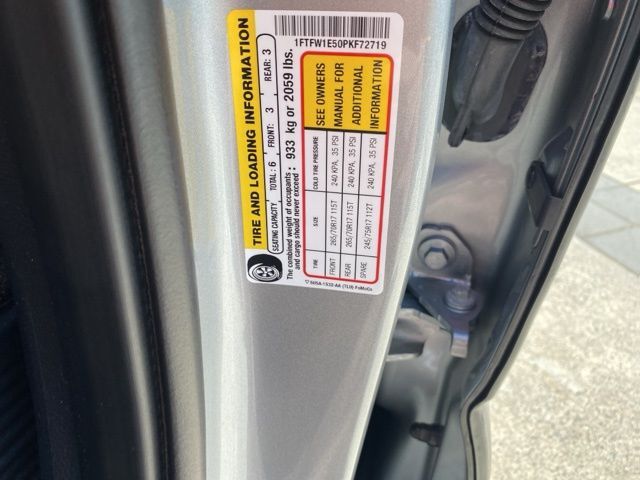 1FTFW1E50PKF72719
TIRE AND LOADING INFORMATION
SEATING CAPACITY TOTAL: 6 FRONT: 3 REAR: 3
The combined weight of occupants and cargo should never exceed: 933 kg or 2059 lbs.
TIRE SIZE COLD TIRE PRESSURE
FRONT 265/70R17 115T 240 KPA, 35 PSI
REAR 265/70R17 115T 240 KPA, 35 PSI
SPARE 245/75R17 112T 240 KPA, 35 PSI
SEE OWNERS
MANUAL FOR
ADDITIONAL
INFORMATION